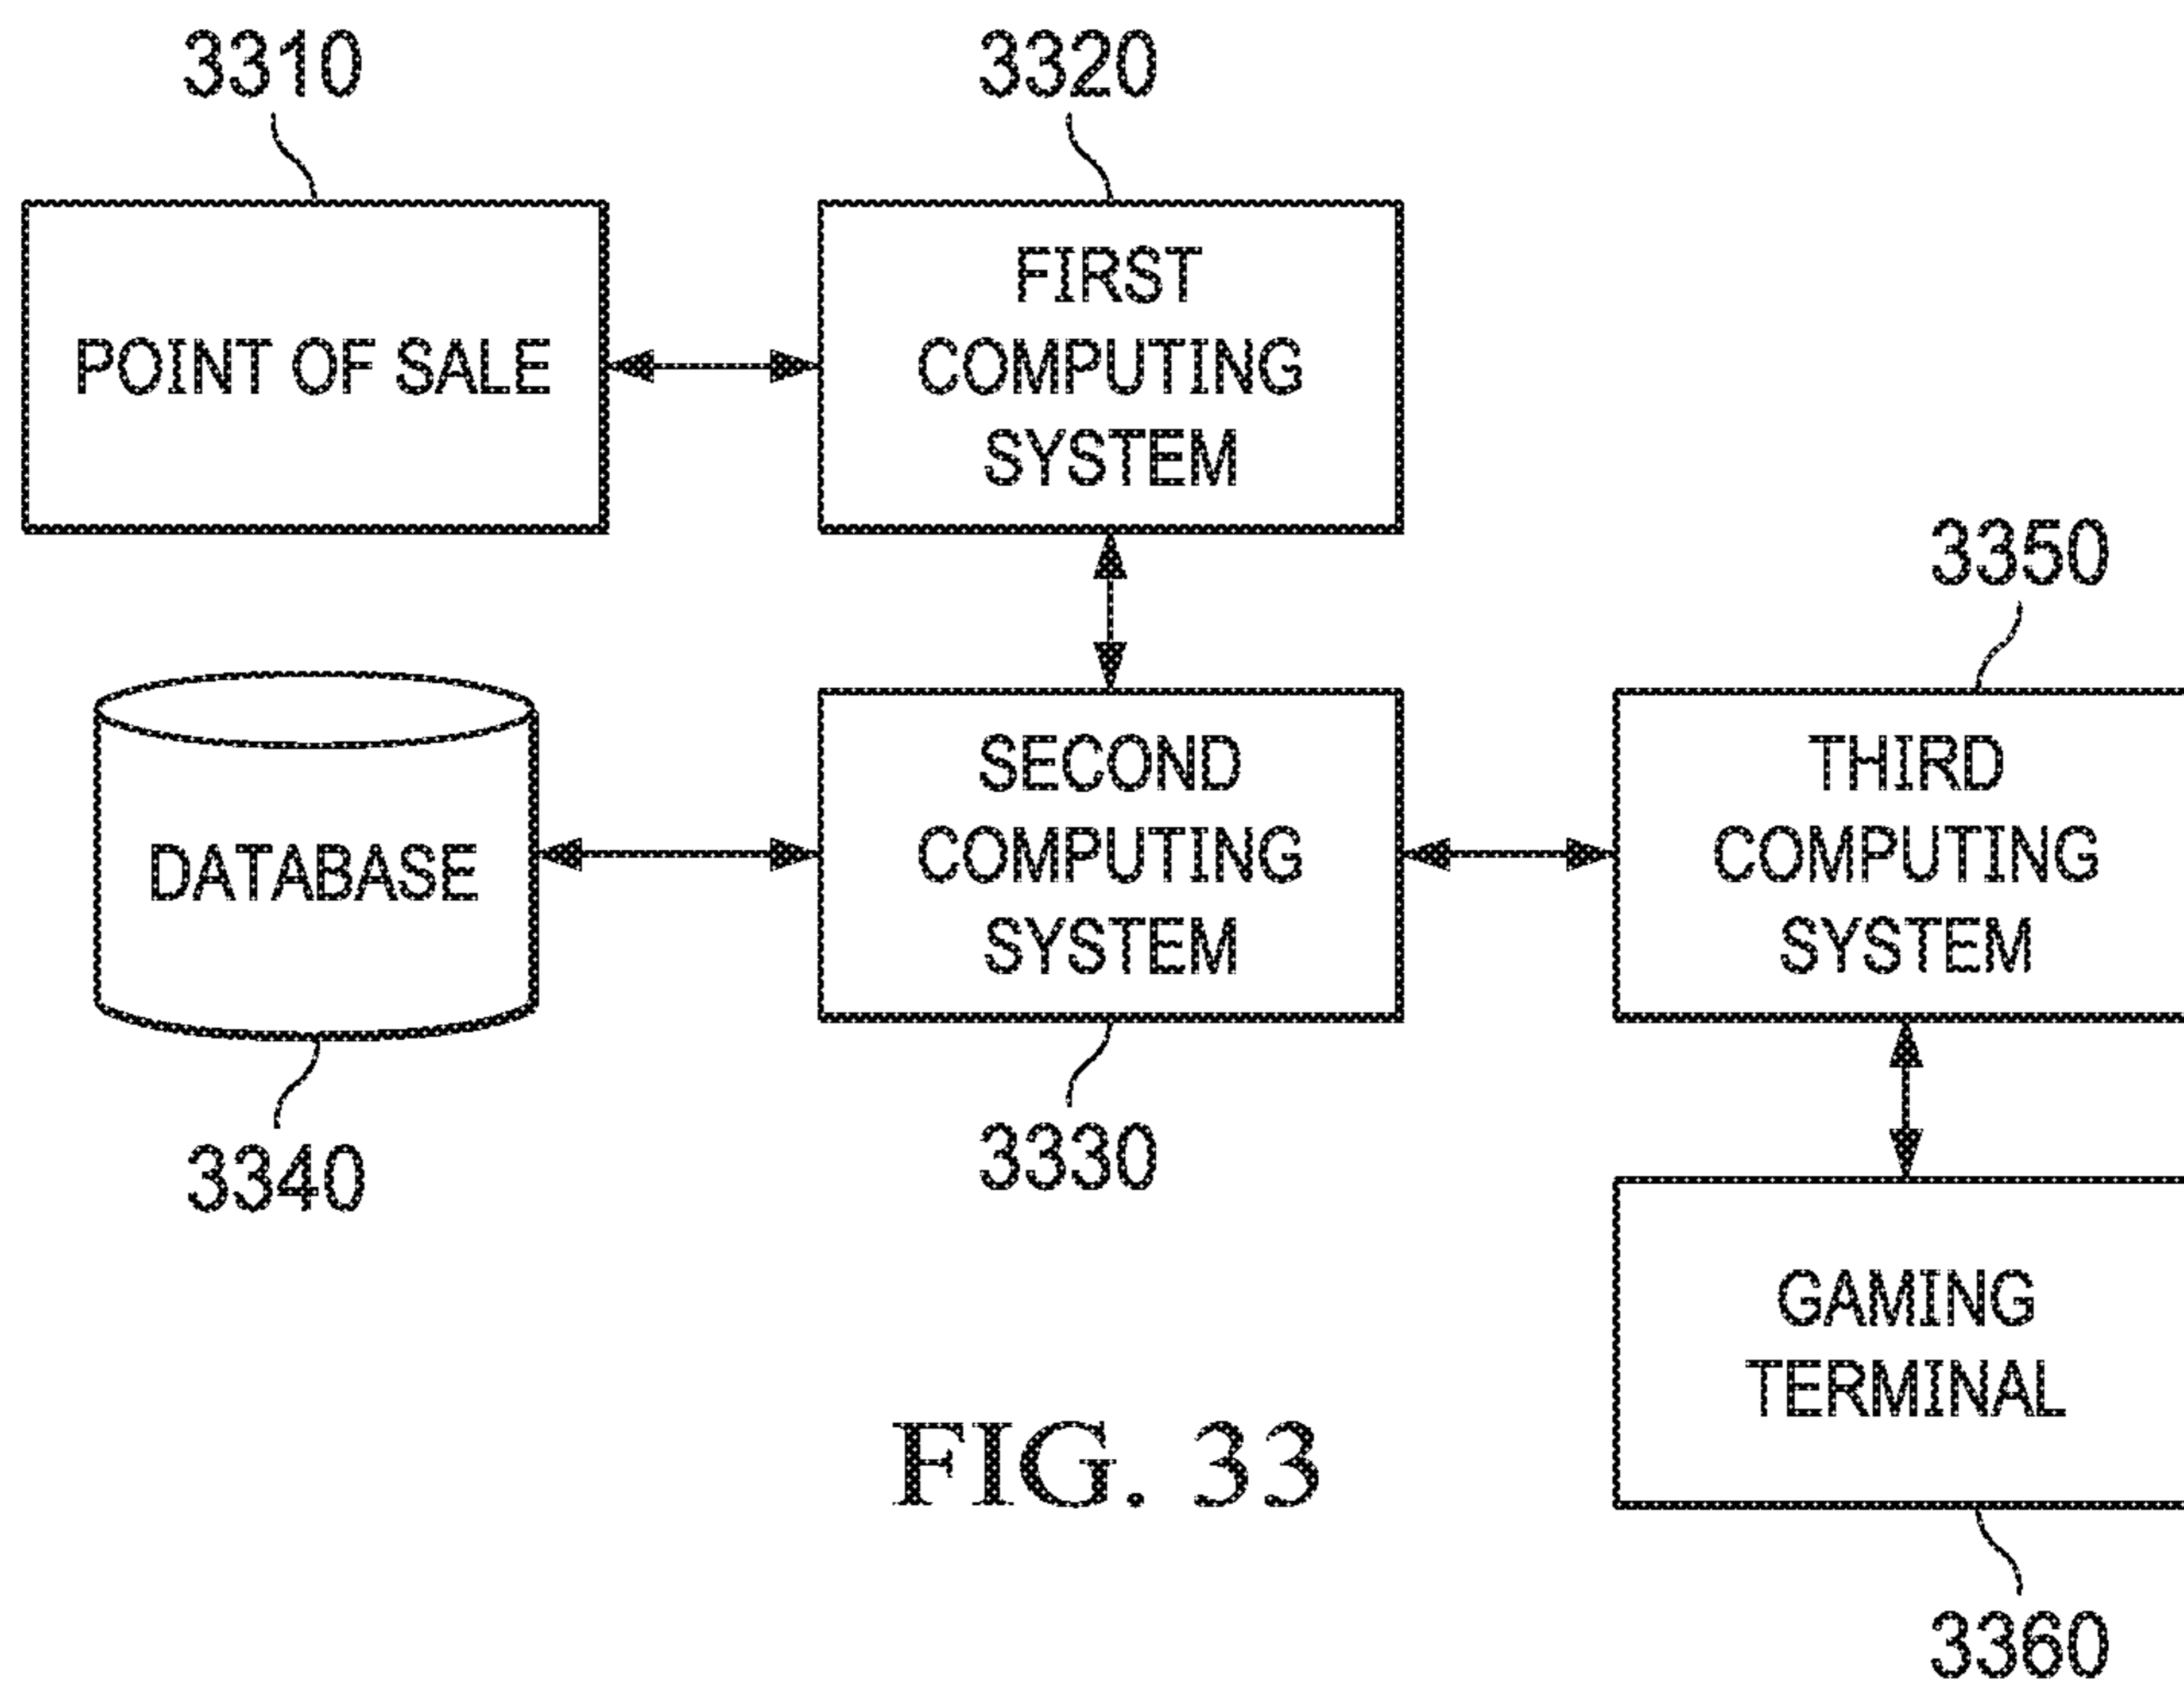 3310
3320
POINT OF SALE
FIRST
COMPUTING
SYSTEM
3350
DATABASE
SECOND
COMPUTING
SYSTEM
THIRD
COMPUTING
SYSTEM
3340
3330
GAMING
TERMINAL
FIG. 33
3360